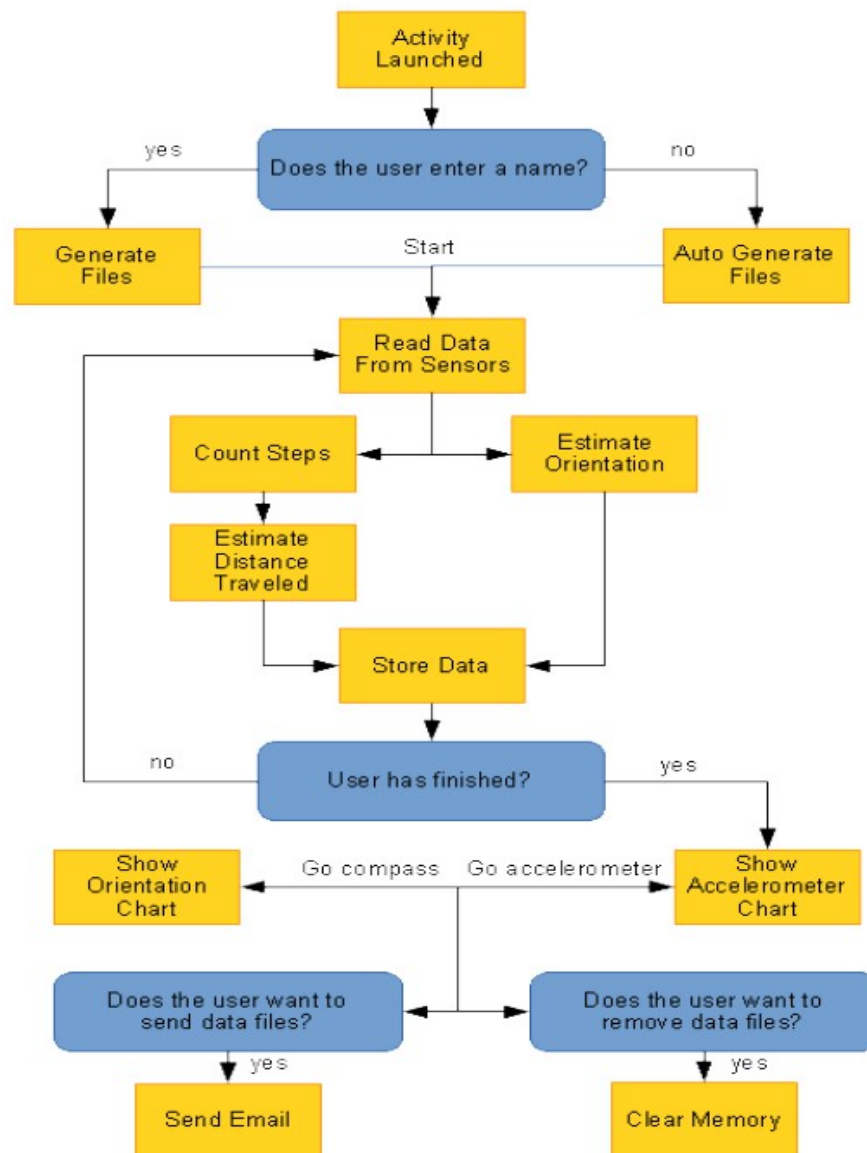 Activity
Launched
yes
Does the user enter a name?
no
Generate
Files
Start
Auto Generate
Files
Read Data
From Sensors
Count Steps
Estimate
Orientation
Estimate
Distance
Traveled
Store Data
no
User has finished?
yes
Show
Orientation
Chart
Go compass
Go accelerometer
Show
Accelerometer
Chart
Does the user want to
send data files?
Does the user want to
remove data files?
yes
yes
Send Email
Clear Memory